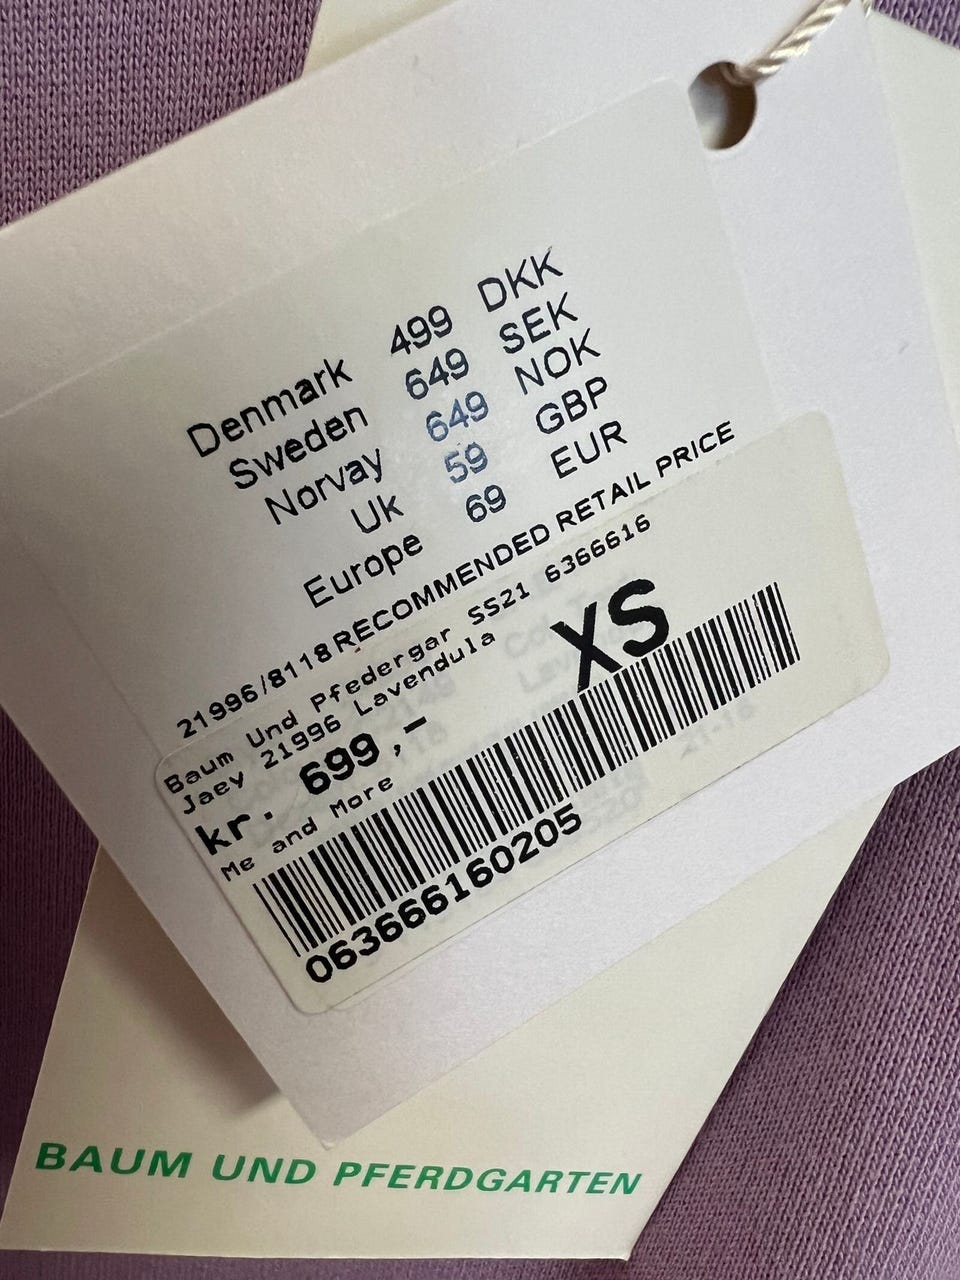 Denmark 499 DKK
Sweden 649 SEK
Norvay 649 NOK
Uk 59 GBP
Europe 69 EUR
21996/8118 RECOMMENDED RETAIL PRICE
Baum Und Pfedergar SS21 6366616
Jaey 21996 Lavendula
XS
kr. 699,-
Me and More
063666160205
BAUM UND PFERDGARTEN